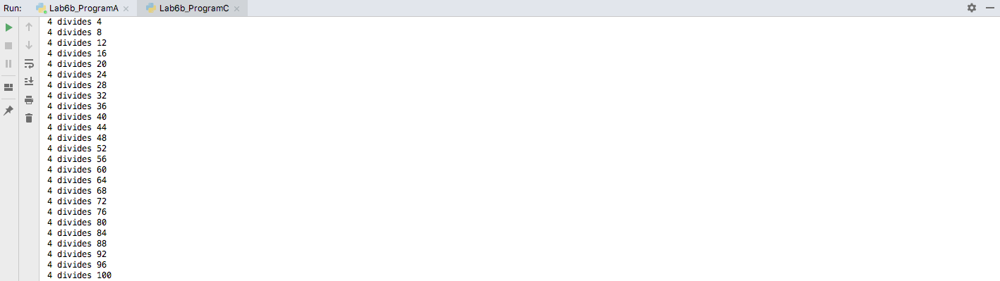 Run: Lab6b_ProgramA Lab6b_ProgramC
4 divides 4
4 divides 8
4 divides 12
4 divides 16
4 divides 20
4 divides 24
4 divides 28
4 divides 32
4 divides 36
4 divides 40
4 divides 44
4 divides 48
4 divides 52
4 divides 56
4 divides 60
4 divides 64
4 divides 68
4 divides 72
4 divides 76
4 divides 80
4 divides 84
4 divides 88
4 divides 92
4 divides 96
4 divides 100